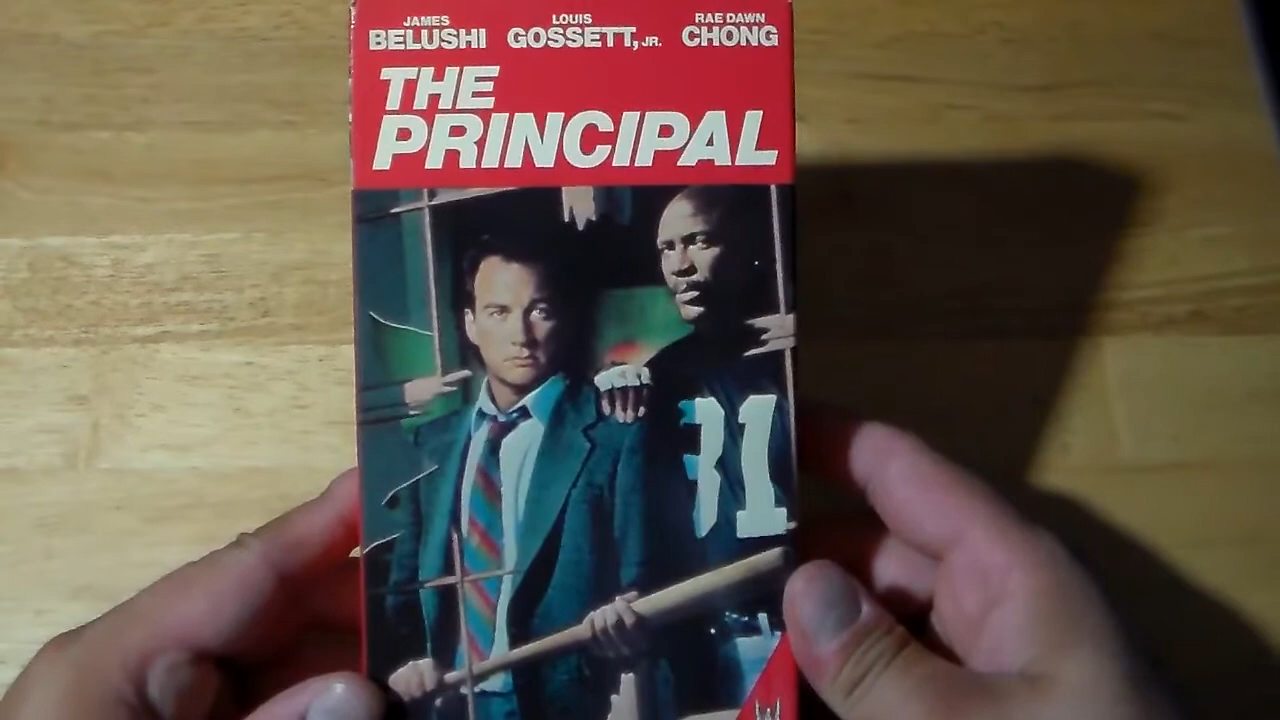 JAMES LOUIS RAE DAWN
BELUSHI GOSSETT, JR. CHONG
THE
PRINCIPAL
31